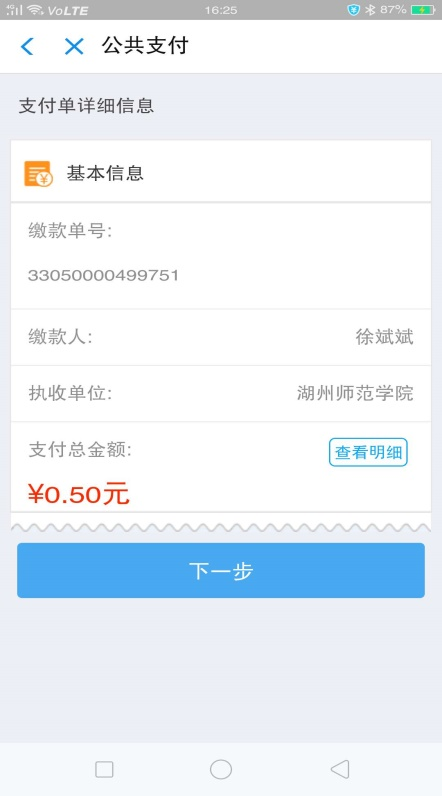 4G VoLTE 16:25 87%
公共支付
支付单详细信息
基本信息
缴款单号:
33050000499751
缴款人: 徐斌斌
执收单位: 湖州师范学院
支付总金额: 查看明细
¥0.50元
下一步